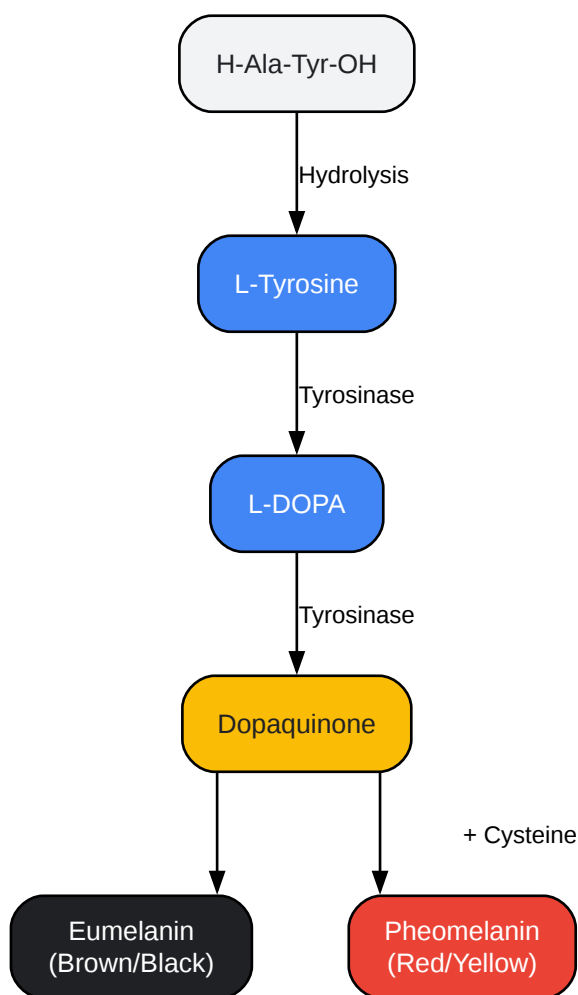 H-Ala-Tyr-OH
Hydrolysis
L-Tyrosine
Tyrosinase
L-DOPA
Tyrosinase
Dopaquinone
+ Cysteine
Eumelanin
(Brown/Black)
Pheomelanin
(Red/Yellow)